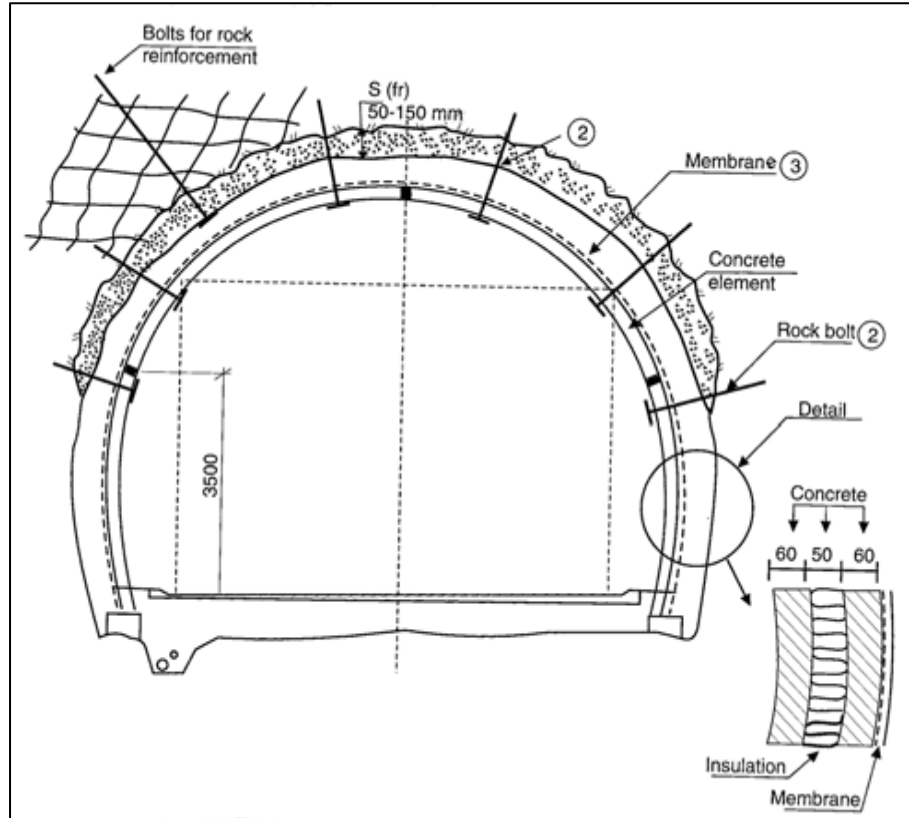 Bolts for rock
reinforcement
S (fr)
50-150 mm
2
Membrane 3
Concrete
element
Rock bolt 2
Detail
3500
Concrete
60 50 60
Insulation
Membrane